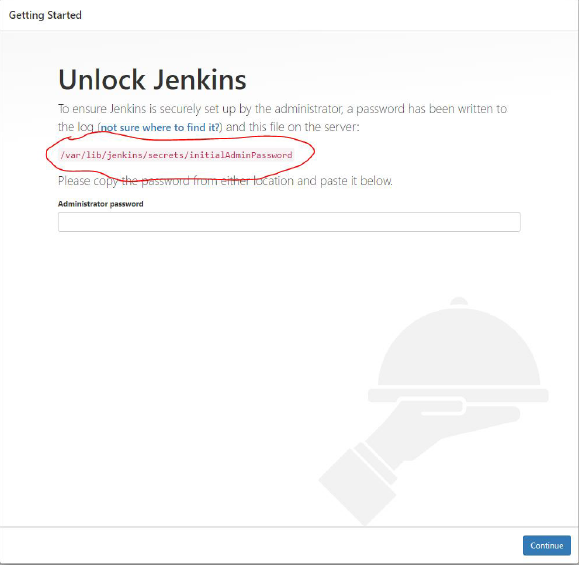 Getting Started
Unlock Jenkins
To ensure Jenkins is securely set up by the administrator, a password has been written to
the log (not sure where to find it?) and this file on the server:
/var/lib/jenkins/secrets/initialAdminPassword
Please copy the password from either location and paste it below.
Administrator password
Continue